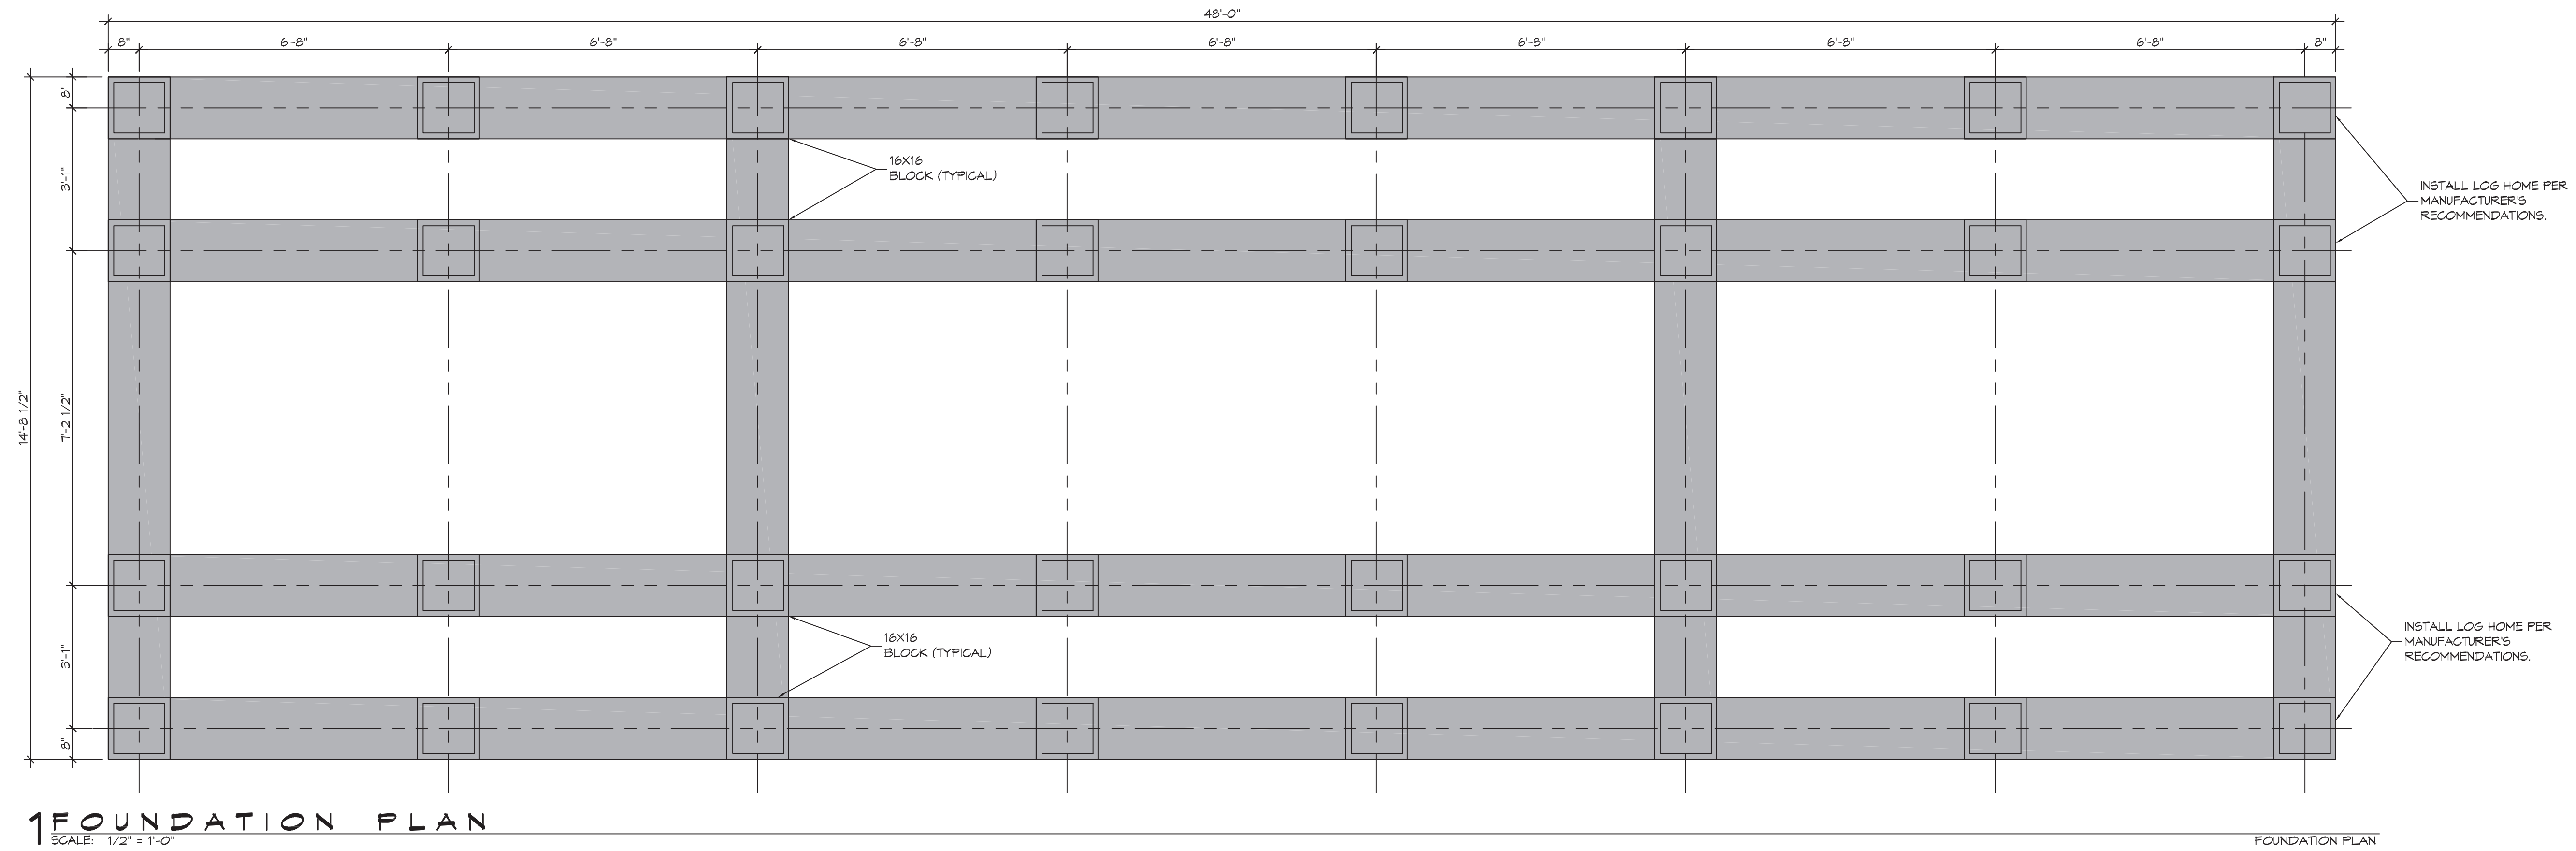 48'-0"
8"
6'-8"
6'-8"
6'-8"
6'-8"
6'-8"
6'-8"
6'-8"
8"
8"
3'-1"
7'-2 1/2"
14'-8 1/2"
3'-1"
8"
16X16
BLOCK (TYPICAL)
INSTALL LOG HOME PER
MANUFACTURER'S
RECOMMENDATIONS.
16X16
BLOCK (TYPICAL)
INSTALL LOG HOME PER
MANUFACTURER'S
RECOMMENDATIONS.
1 FOUNDATION PLAN
SCALE: 1/2" = 1'-0"
FOUNDATION PLAN